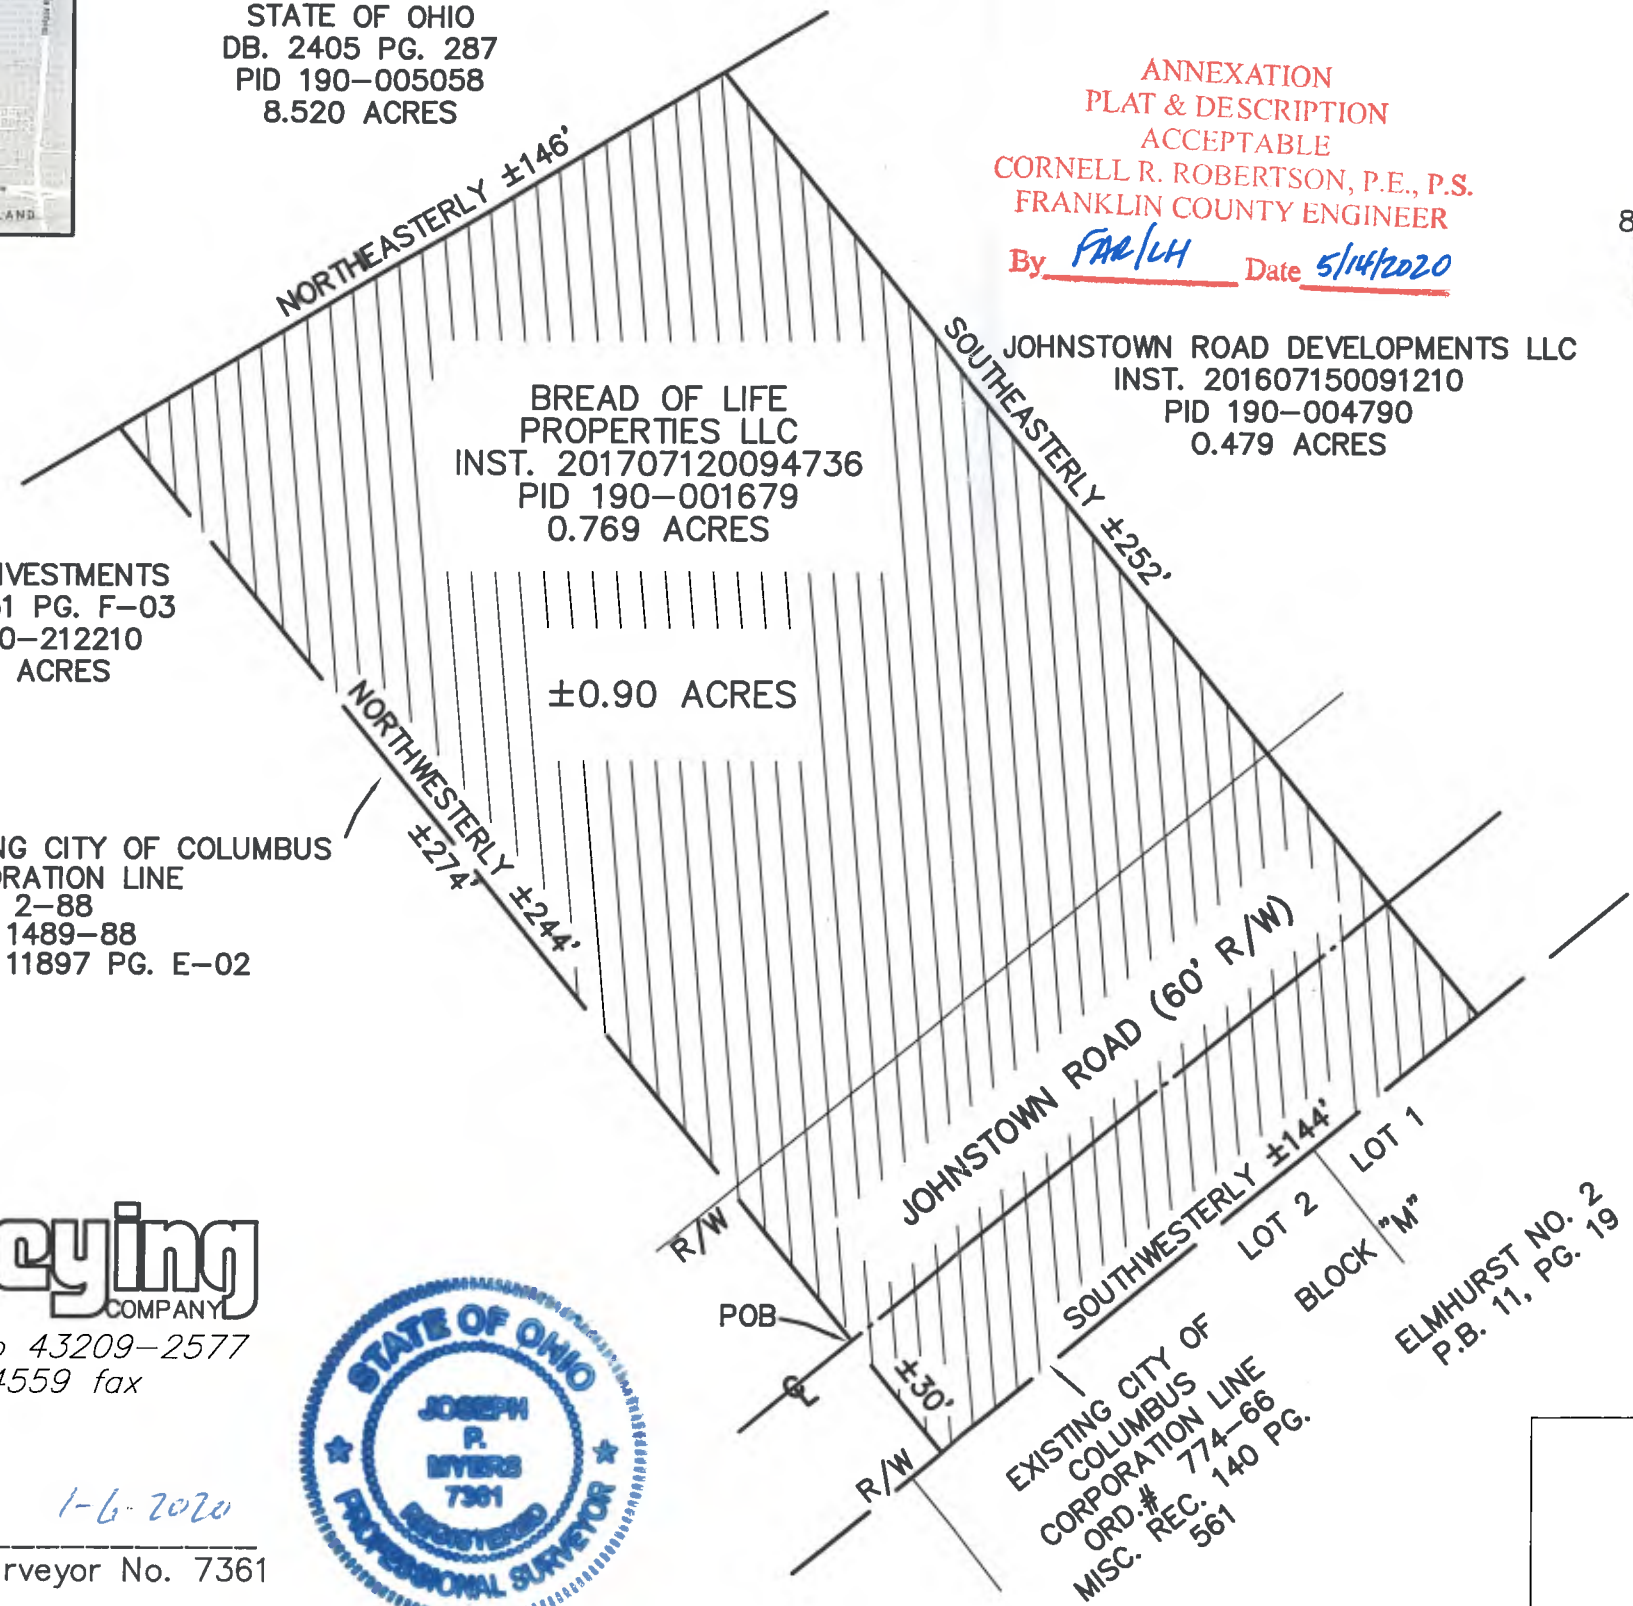 STATE OF OHIO
DB. 2405 PG. 287
PID 190-005058
8.520 ACRES
ANNEXATION
PLAT & DESCRIPTION
ACCEPTABLE
CORNELL R. ROBERTSON, P.E., P.S.
FRANKLIN COUNTY ENGINEER
By FAR/LH Date 5/14/2020
8
NORTHEASTERLY ±146'
SOUTHEASTERLY ±252'
JOHNSTOWN ROAD DEVELOPMENTS LLC
INST. 201607150091210
PID 190-004790
0.479 ACRES
BREAD OF LIFE
PROPERTIES LLC
INST. 201707120094736
PID 190-001679
0.769 ACRES
±0.90 ACRES
VESTMENTS
1 PG. F-03
0-212210
ACRES
NORTHWESTERLY ±244'
±274'
NG CITY OF COLUMBUS
ORATION LINE
2-88
1489-88
11897 PG. E-02
JOHNSTOWN ROAD (60' R/W)
SOUTHWESTERLY ±144'
LOT 1
LOT 2
BLOCK "M"
ELMHURST NO. 2
P.B. 11, PG. 19
R/W
POB
±30'
R/W
EXISTING CITY OF
COLUMBUS
CORPORATION LINE
ORD.# 774-66
MISC. REC. 140 PG.
561
eying
COMPANY
43209-2577
4559 fax
1-6-2020
rveyor No. 7361
STATE OF OHIO
JOSEPH
P.
MYERS
7361
REGISTERED
PROFESSIONAL SURVEYOR